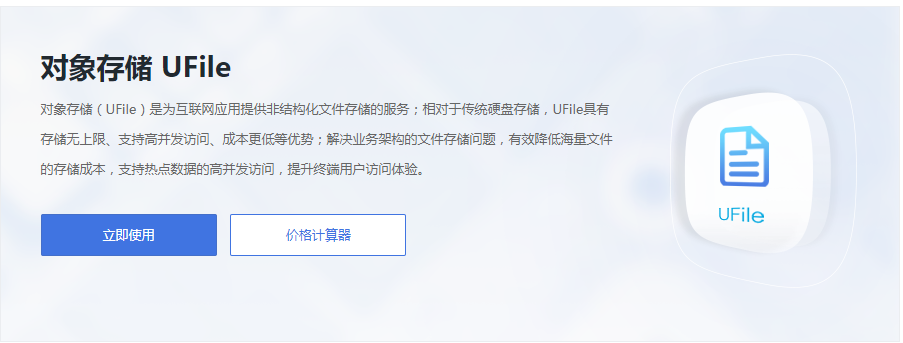 对象存储 UFile
对象存储（UFile）是为互联网应用提供非结构化文件存储的服务；相对于传统硬盘存储，UFile具有
存储无上限、支持高并发访问、成本更低等优势；解决业务架构的文件存储问题，有效降低海量文件
的存储成本，支持热点数据的高并发访问，提升终端用户访问体验。
立即使用
价格计算器
UFile